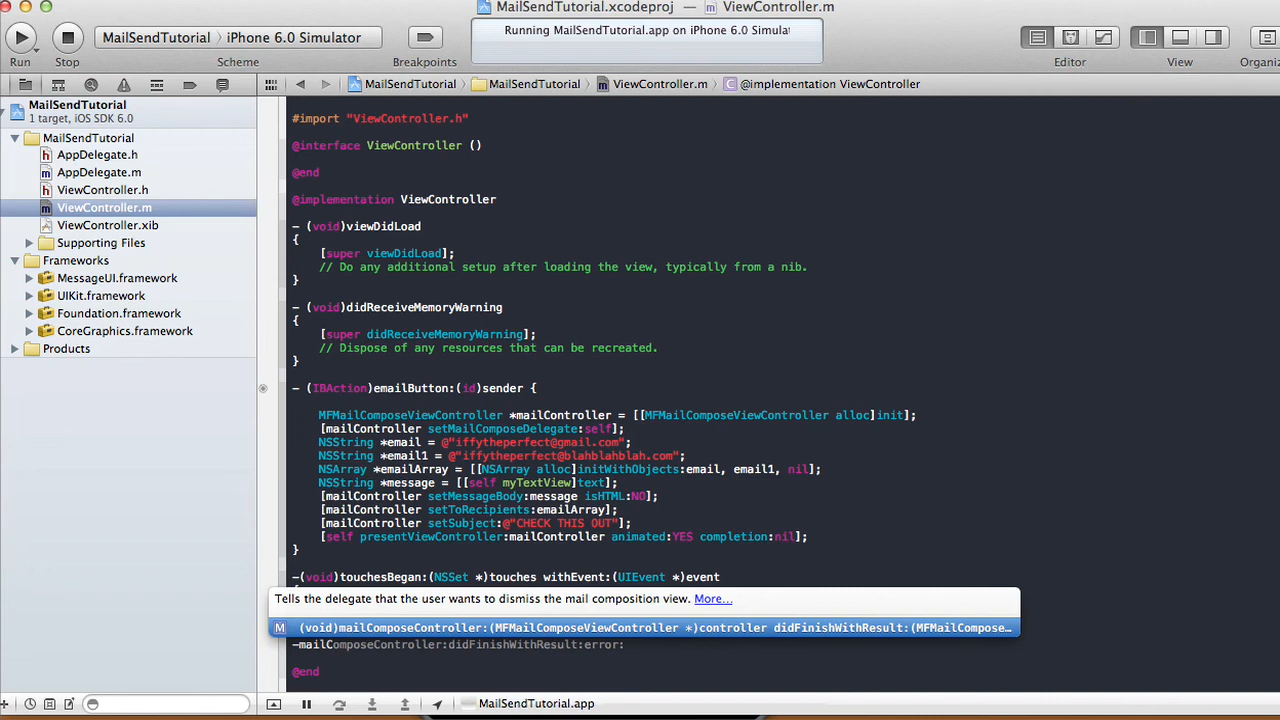 MailSendTutorial.xcodeproj — ViewController.m
Run
Stop
MailSendTutorial
iPhone 6.0 Simulator
Scheme
Breakpoints
Running MailSendTutorial.app on iPhone 6.0 Simulat
Editor
View
Organi
MailSendTutorial
MailSendTutorial
ViewController.m
@implementation ViewController
MailSendTutorial
1 target, iOS SDK 6.0
MailSendTutorial
AppDelegate.h
AppDelegate.m
ViewController.h
ViewController.m
ViewController.xib
Supporting Files
Frameworks
MessageUI.framework
UIKit.framework
Foundation.framework
CoreGraphics.framework
Products
#import "ViewController.h"
@interface ViewController ()
@end
@implementation ViewController
- (void)viewDidLoad
{
[super viewDidLoad];
// Do any additional setup after loading the view, typically from a nib.
}
- (void)didReceiveMemoryWarning
{
[super didReceiveMemoryWarning];
// Dispose of any resources that can be recreated.
}
- (IBAction)emailButton:(id)sender {
MFMailComposeViewController *mailController = [[MFMailComposeViewController alloc]init];
[mailController setMailComposeDelegate:self];
NSString *email = @"iffytheperfect@gmail.com";
NSString *email1 = @"iffytheperfect@blahblahblah.com";
NSArray *emailArray = [[NSArray alloc]initWithObjects:email, email1, nil];
NSString *message = [[self myTextView]text];
[mailController setMessageBody:message isHTML:NO];
[mailController setToRecipients:emailArray];
[mailController setSubject:@"CHECK THIS OUT"];
[self presentViewController:mailController animated:YES completion:nil];
}
-(void)touchesBegan:(NSSet *)touches withEvent:(UIEvent *)event
Tells the delegate that the user wants to dismiss the mail composition view. More...
M (void)mailComposeController:(MFMailComposeViewController *)controller didFinishWithResult:(MFMailCompose…
-mailComposeController:didFinishWithResult:error:
@end
MailSendTutorial.app